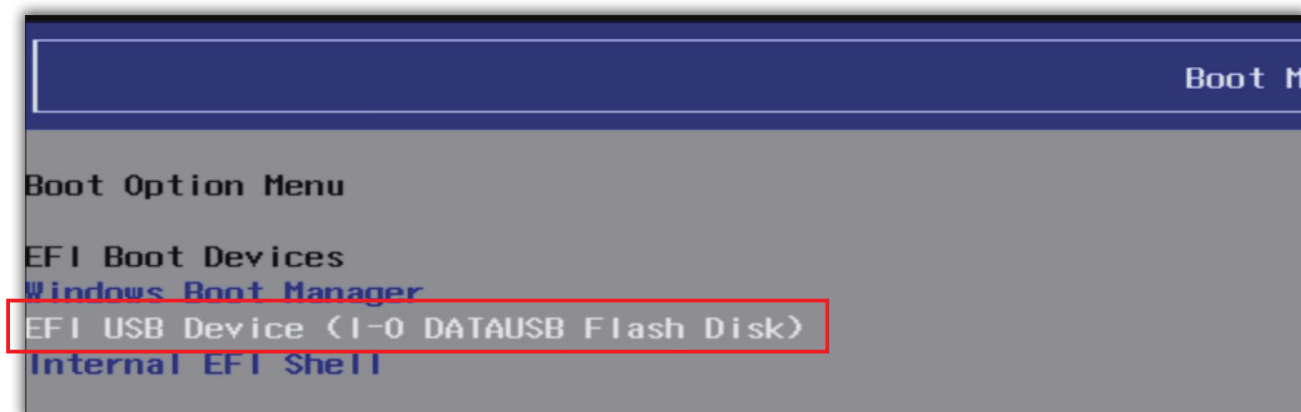 Boot M
Boot Option Menu
EFI Boot Devices
Windows Boot Manager
EFI USB Device (I-O DATAUSB Flash Disk)
Internal EFI Shell